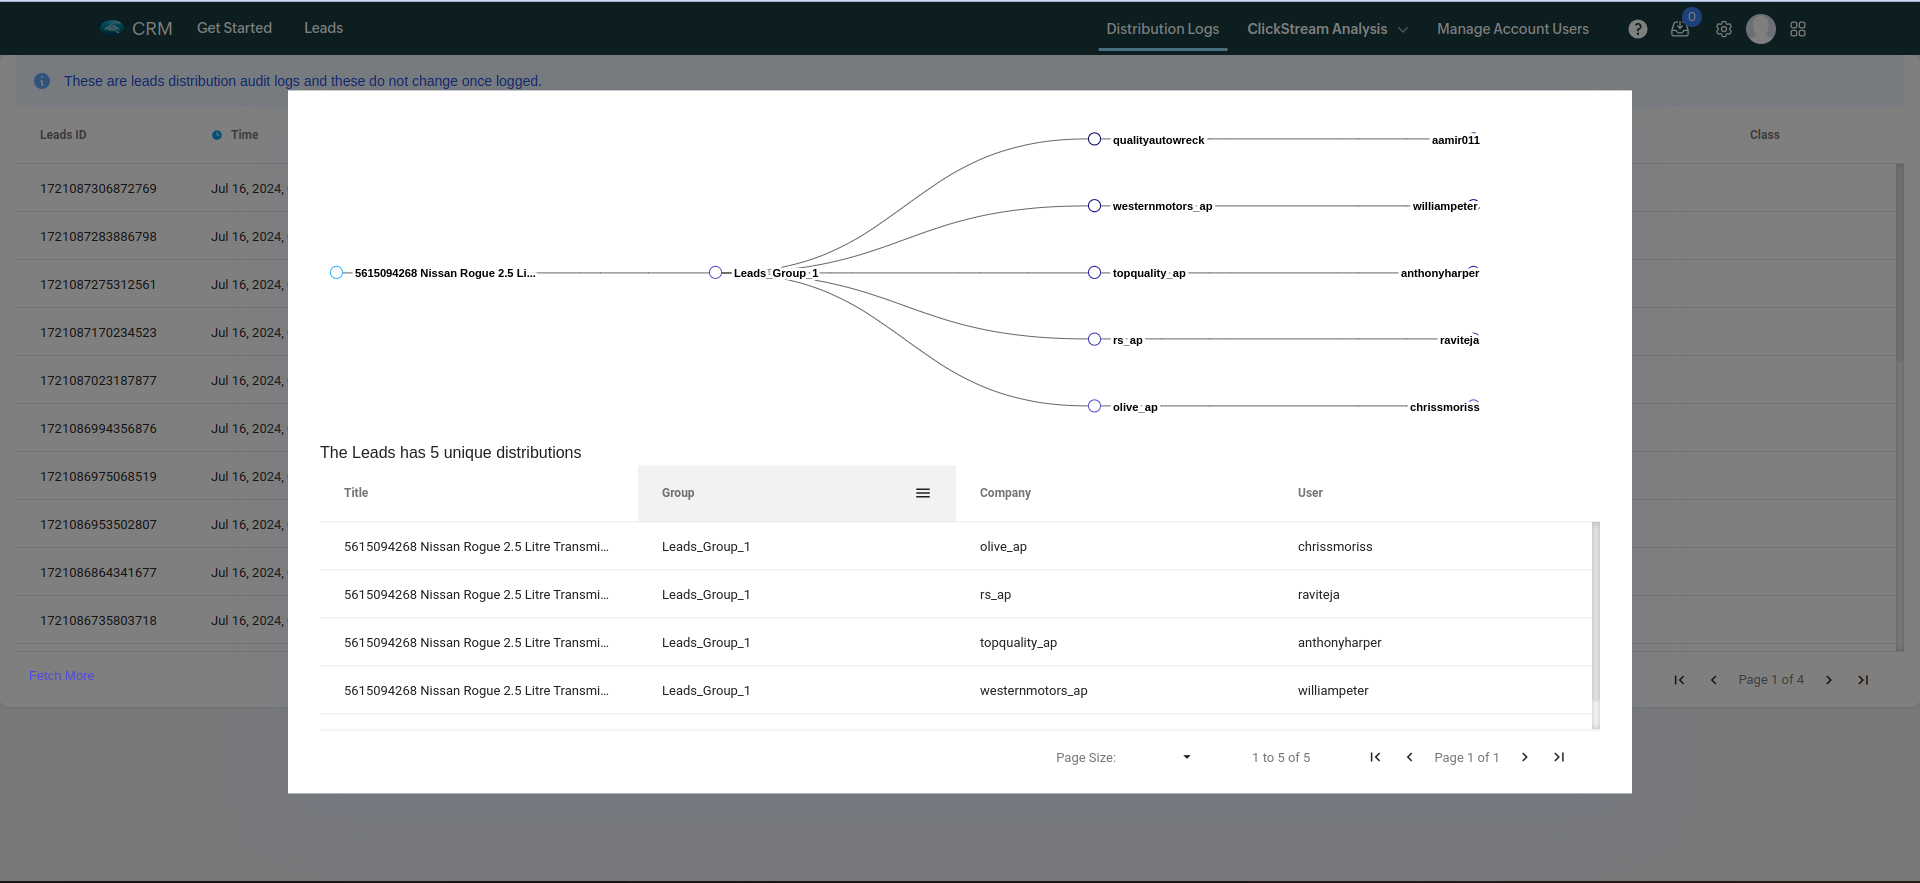 CRM Get Started Leads Distribution Logs ClickStream Analysis Manage Account Users 0
These are leads distribution audit logs and these do not change once logged.
Leads ID Time Class
1721087306872769 Jul 16, 2024,
1721087283886798 Jul 16, 2024,
1721087275312561 Jul 16, 2024,
1721087170234523 Jul 16, 2024,
1721087023187877 Jul 16, 2024,
1721086994356876 Jul 16, 2024,
1721086975068519 Jul 16, 2024,
1721086953502807 Jul 16, 2024,
1721086864341677 Jul 16, 2024,
1721086735803718 Jul 16, 2024,
Fetch More
Page 1 of 4
qualityautowreck aamir011
westernmotors_ap williampeter
5615094268 Nissan Rogue 2.5 Li... Leads_Group_1 topquality_ap anthonyharper
rs_ap raviteja
olive_ap chrissmoriss
The Leads has 5 unique distributions
Title Group Company User
5615094268 Nissan Rogue 2.5 Litre Transmi... Leads_Group_1 olive_ap chrissmoriss
5615094268 Nissan Rogue 2.5 Litre Transmi... Leads_Group_1 rs_ap raviteja
5615094268 Nissan Rogue 2.5 Litre Transmi... Leads_Group_1 topquality_ap anthonyharper
5615094268 Nissan Rogue 2.5 Litre Transmi... Leads_Group_1 westernmotors_ap williampeter
Page Size: 1 to 5 of 5 Page 1 of 1